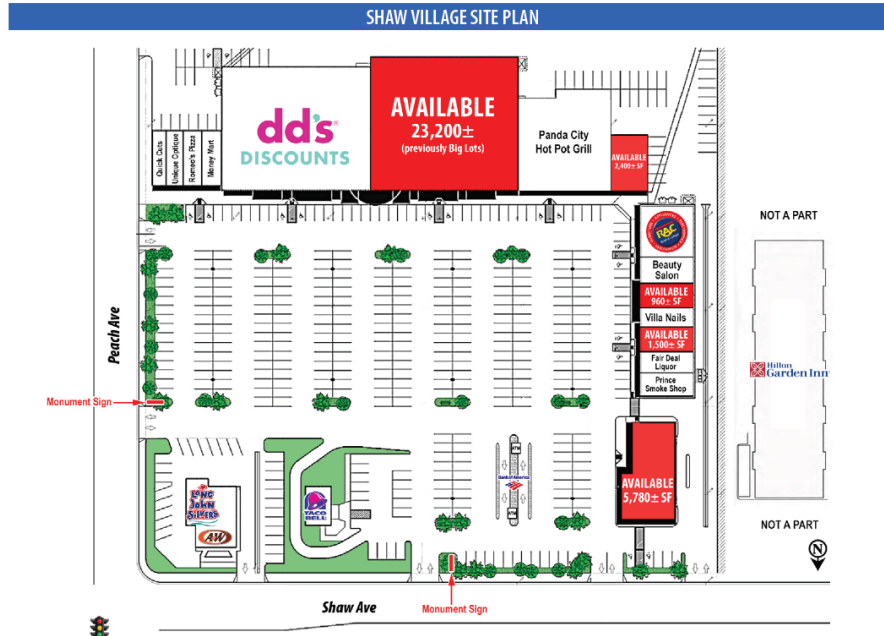 SHAW VILLAGE SITE PLAN
Quick Cuts
Unique Optique
Romeo's Pizza
Money Mart
dd's
DISCOUNTS
AVAILABLE
23,200±
(previously Big Lots)
Panda City
Hot Pot Grill
AVAILABLE
2,400± SF
RAC
Beauty
Salon
AVAILABLE
960± SF
Villa Nails
AVAILABLE
1,500± SF
Fair Deal
Liquor
Prince
Smoke Shop
NOT A PART
Hilton
Garden Inn
NOT A PART
N
Peach Ave
Monument Sign
LONG
JOHN
SILVER'S
A&W
TACO
BELL
ATM
Bank of America
ATM
AVAILABLE
5,780± SF
Shaw Ave
Monument Sign